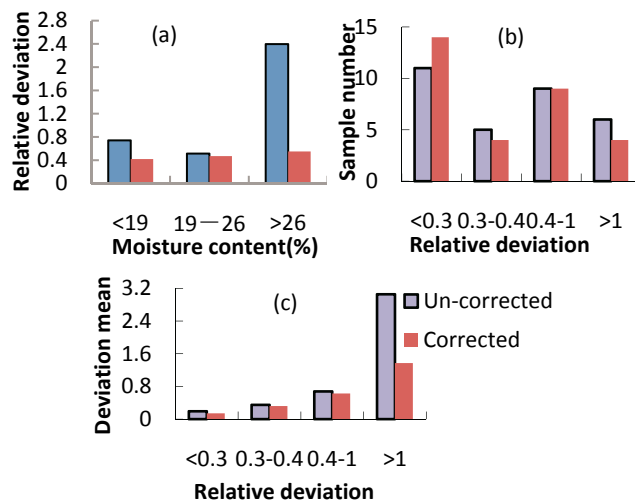 (a)
Relative deviation
2.8
2.4
2
1.6
1.2
0.8
0.4
0
<19 19—26 >26
Moisture content(%)
(b)
Sample number
15
10
5
0
<0.3 0.3-0.4 0.4-1 >1
Relative deviation
(c)
Deviation mean
3.2
2.4
1.6
0.8
0
<0.3 0.3-0.4 0.4-1 >1
Relative deviation
Un-corrected
Corrected